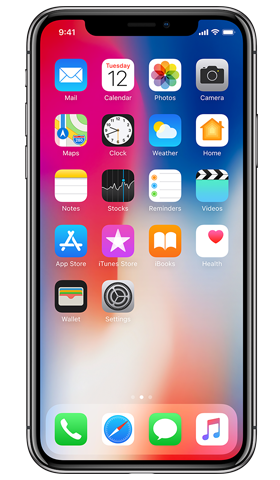 9:41
Tuesday
12
Mail Calendar Photos Camera
Maps Clock Weather Home
Notes Stocks Reminders Videos
App Store iTunes Store iBooks Health
Wallet Settings